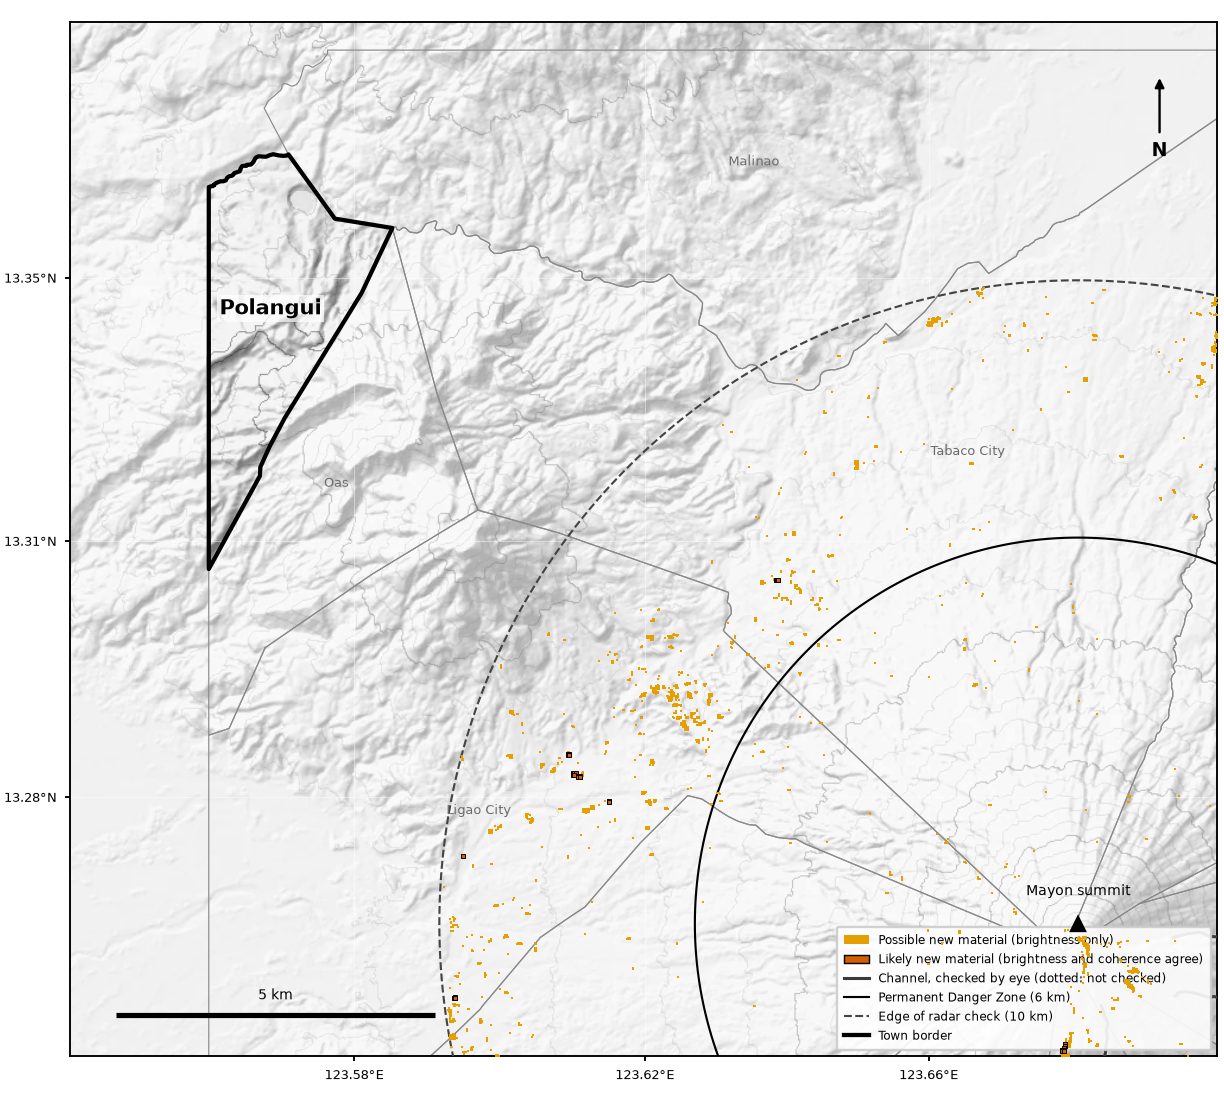 N
Malinao
13.35°N
Polangui
Tabaco City
Oas
13.31°N
13.28°N
Ligao City
Mayon summit
Possible new material (brightness only)
Likely new material (brightness and coherence agree)
Channel, checked by eye (dotted: not checked)
Permanent Danger Zone (6 km)
Edge of radar check (10 km)
Town border
5 km
123.58°E
123.62°E
123.66°E